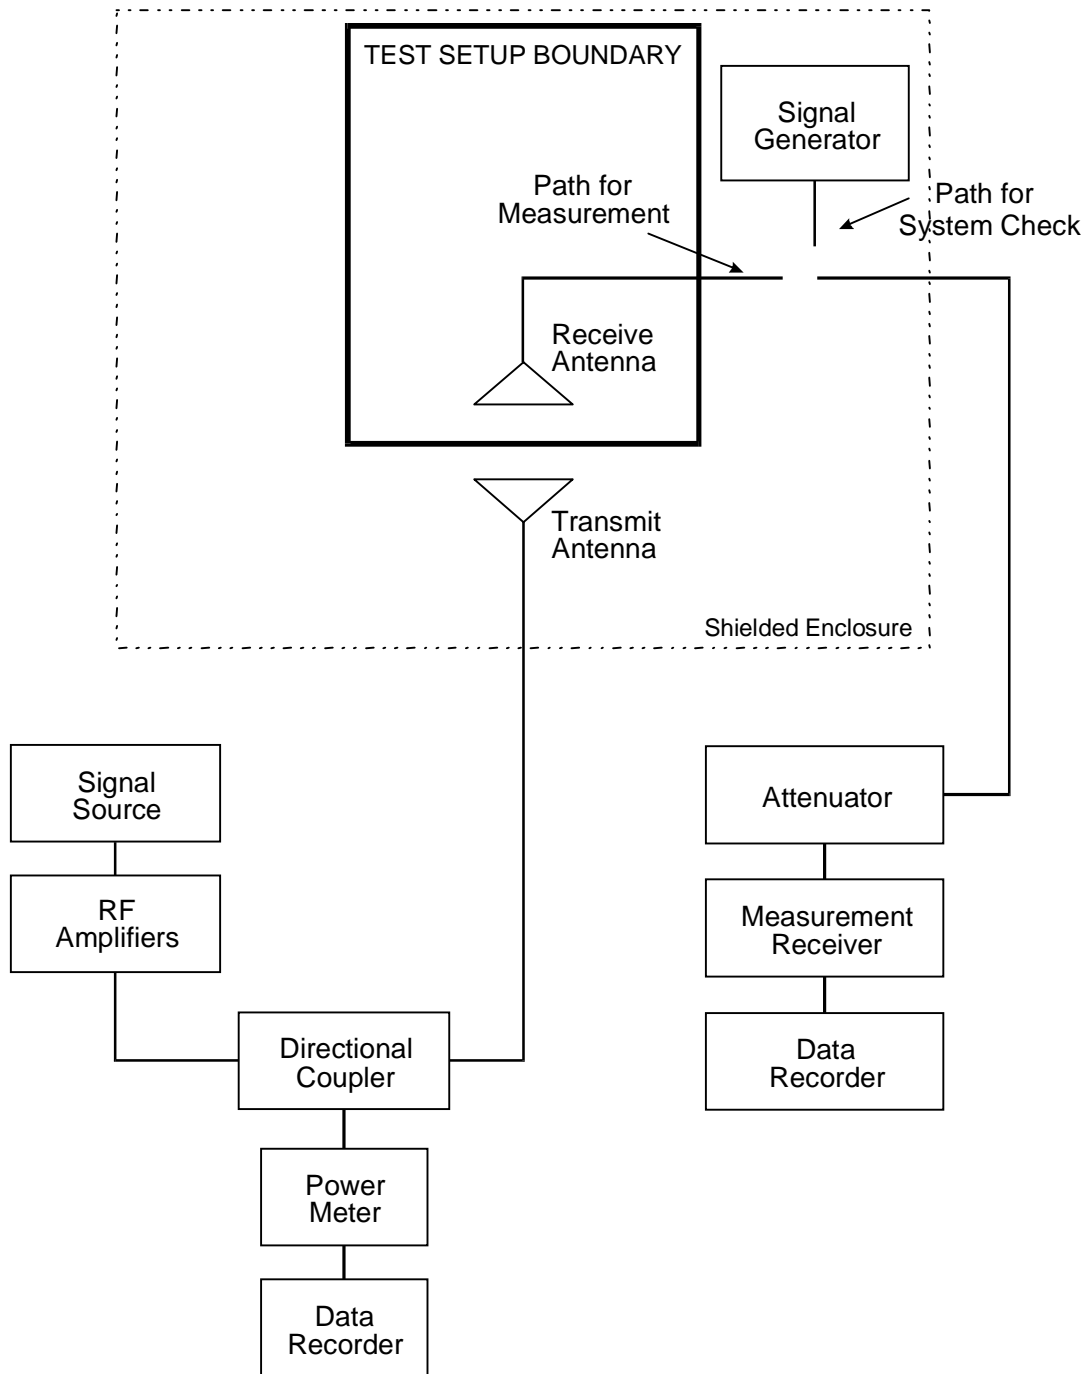 TEST SETUP BOUNDARY
Signal
Generator
Path for
Measurement
Path for
System Check
Receive
Antenna
Transmit
Antenna
Shielded Enclosure
Signal
Source
RF
Amplifiers
Directional
Coupler
Power
Meter
Data
Recorder
Attenuator
Measurement
Receiver
Data
Recorder